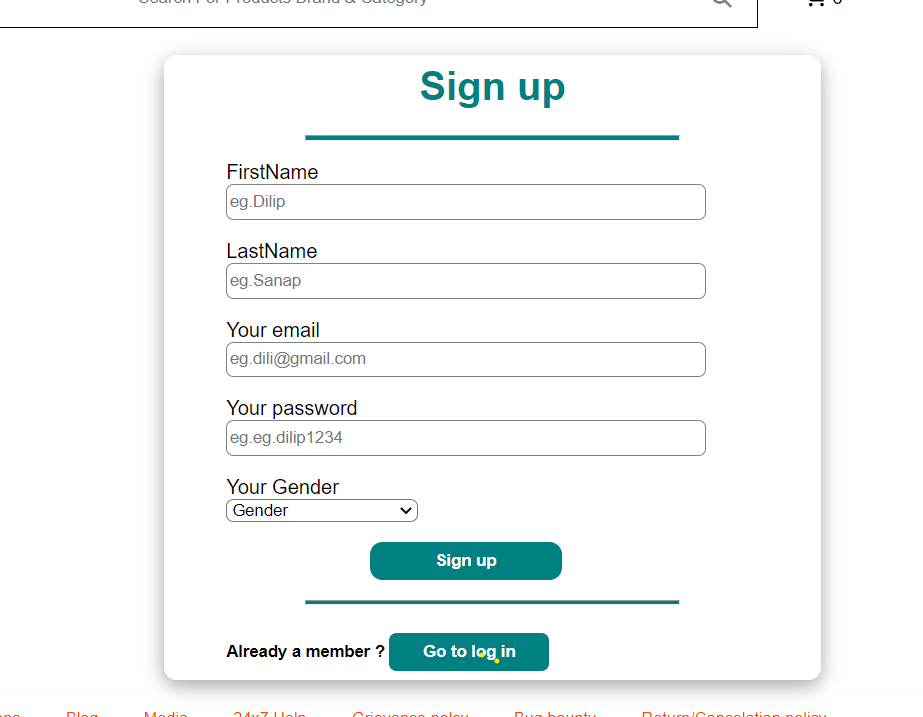 Search For Products Brand & Category
0
Sign up
FirstName
eg.Dilip
LastName
eg.Sanap
Your email
eg.dili@gmail.com
Your password
eg.eg.dilip1234
Your Gender
Gender
Sign up
Already a member ? Go to log in
Blog Media 24x7 Help Grievance polcy Bug bounty Return/Cancelation policy